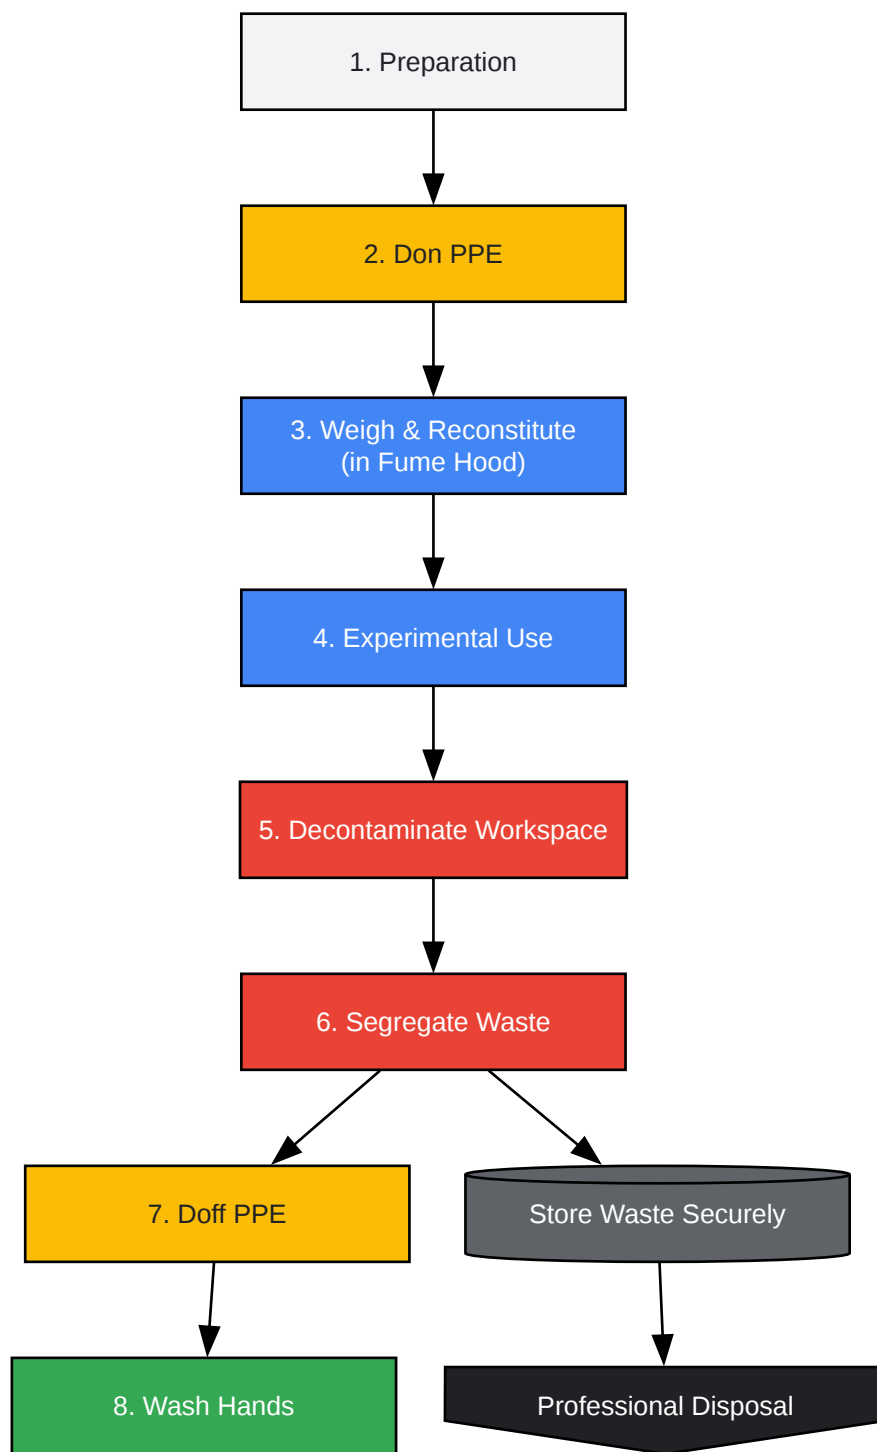 1. Preparation
2. Don PPE
3. Weigh & Reconstitute
(in Fume Hood)
4. Experimental Use
5. Decontaminate Workspace
6. Segregate Waste
7. Doff PPE
Store Waste Securely
8. Wash Hands
Professional Disposal